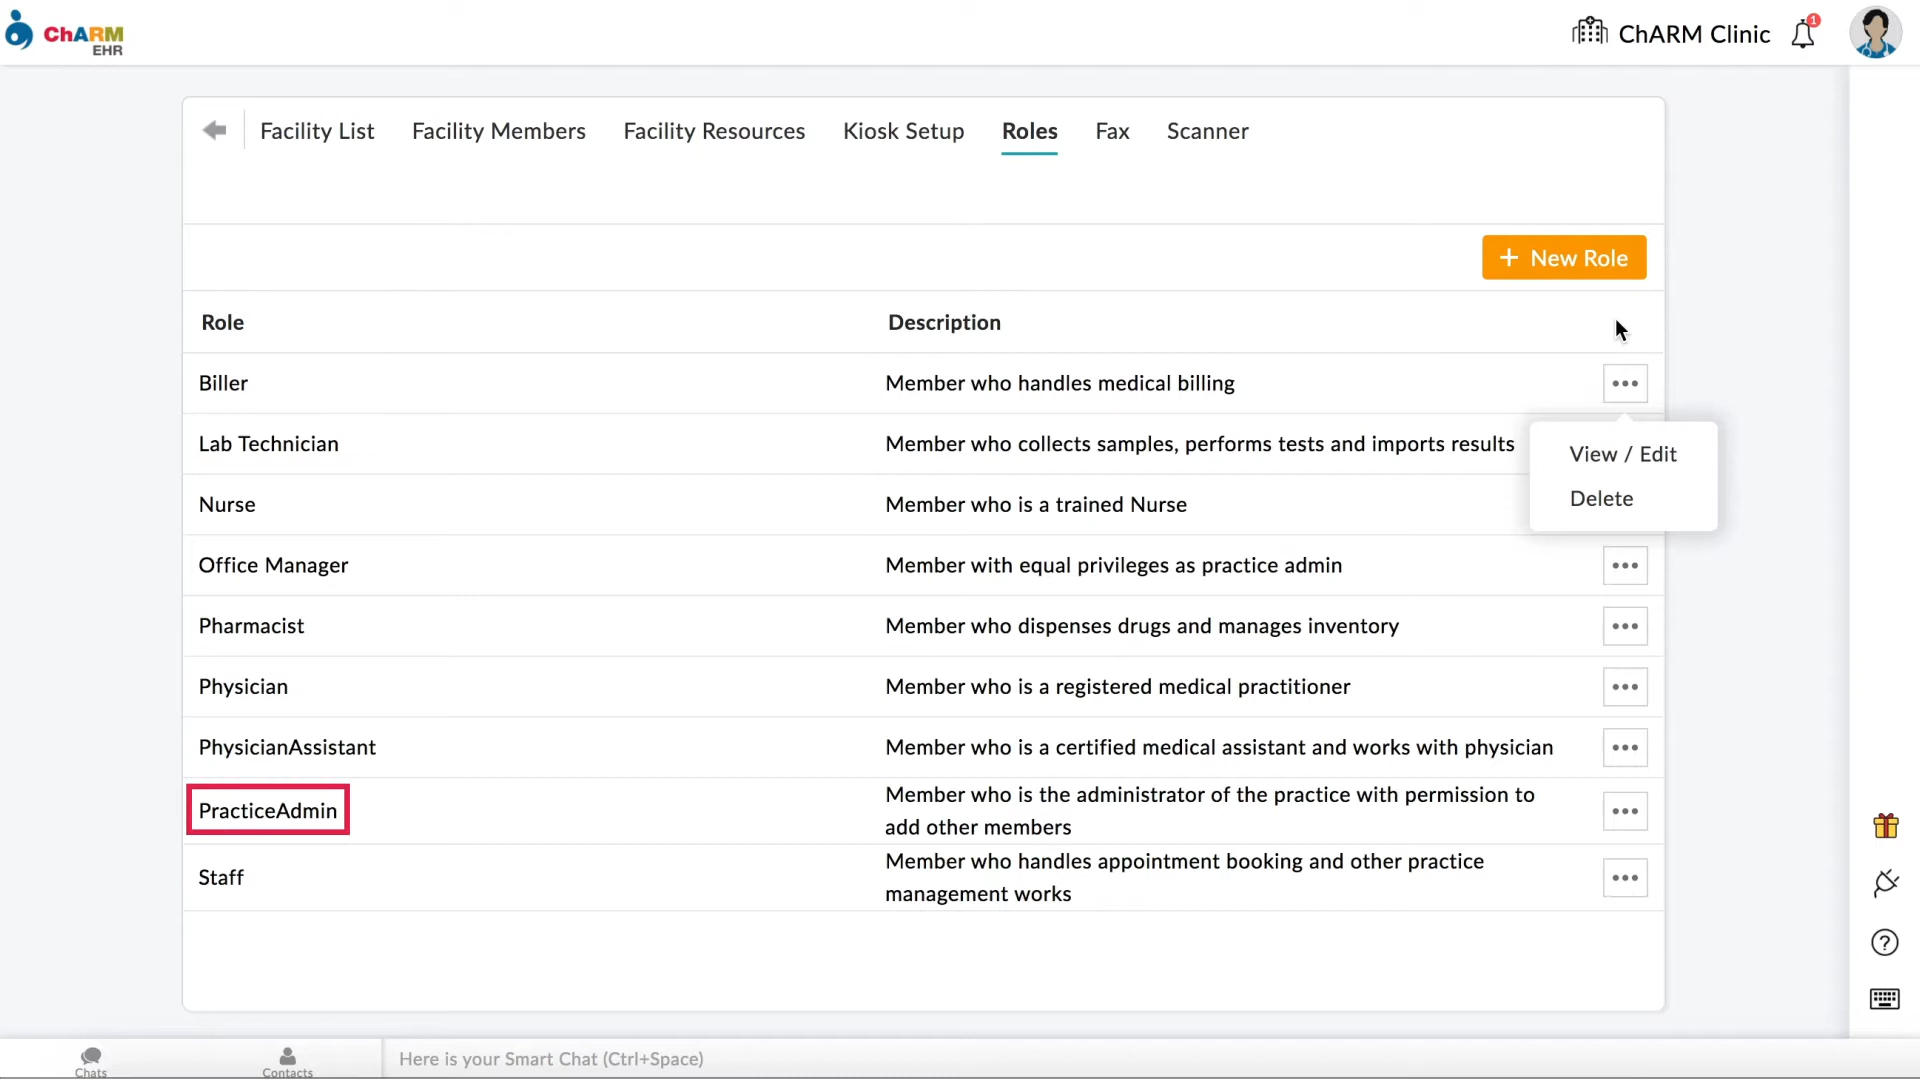 ChARM
EHR
ChARM Clinic
1
Facility List Facility Members Facility Resources Kiosk Setup Roles Fax Scanner
+ New Role
Role Description
Biller Member who handles medical billing
Lab Technician Member who collects samples, performs tests and imports results
View / Edit
Delete
Nurse Member who is a trained Nurse
Office Manager Member with equal privileges as practice admin
Pharmacist Member who dispenses drugs and manages inventory
Physician Member who is a registered medical practitioner
PhysicianAssistant Member who is a certified medical assistant and works with physician
PracticeAdmin Member who is the administrator of the practice with permission to
add other members
Staff Member who handles appointment booking and other practice
management works
Chats Contacts Here is your Smart Chat (Ctrl+Space)